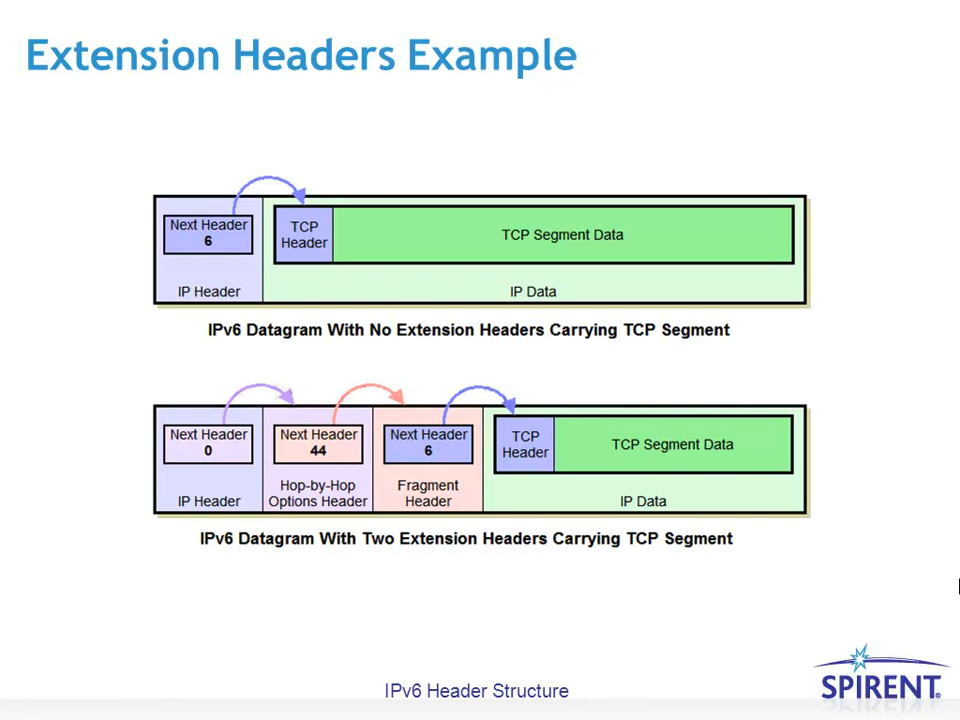 Extension Headers Example
Next Header
6
TCP
Header
TCP Segment Data
IP Header
IP Data
IPv6 Datagram With No Extension Headers Carrying TCP Segment
Next Header
0
Next Header
44
Next Header
6
TCP
Header
TCP Segment Data
IP Header
Hop-by-Hop
Options Header
Fragment
Header
IP Data
IPv6 Datagram With Two Extension Headers Carrying TCP Segment
IPv6 Header Structure
SPIRENT®